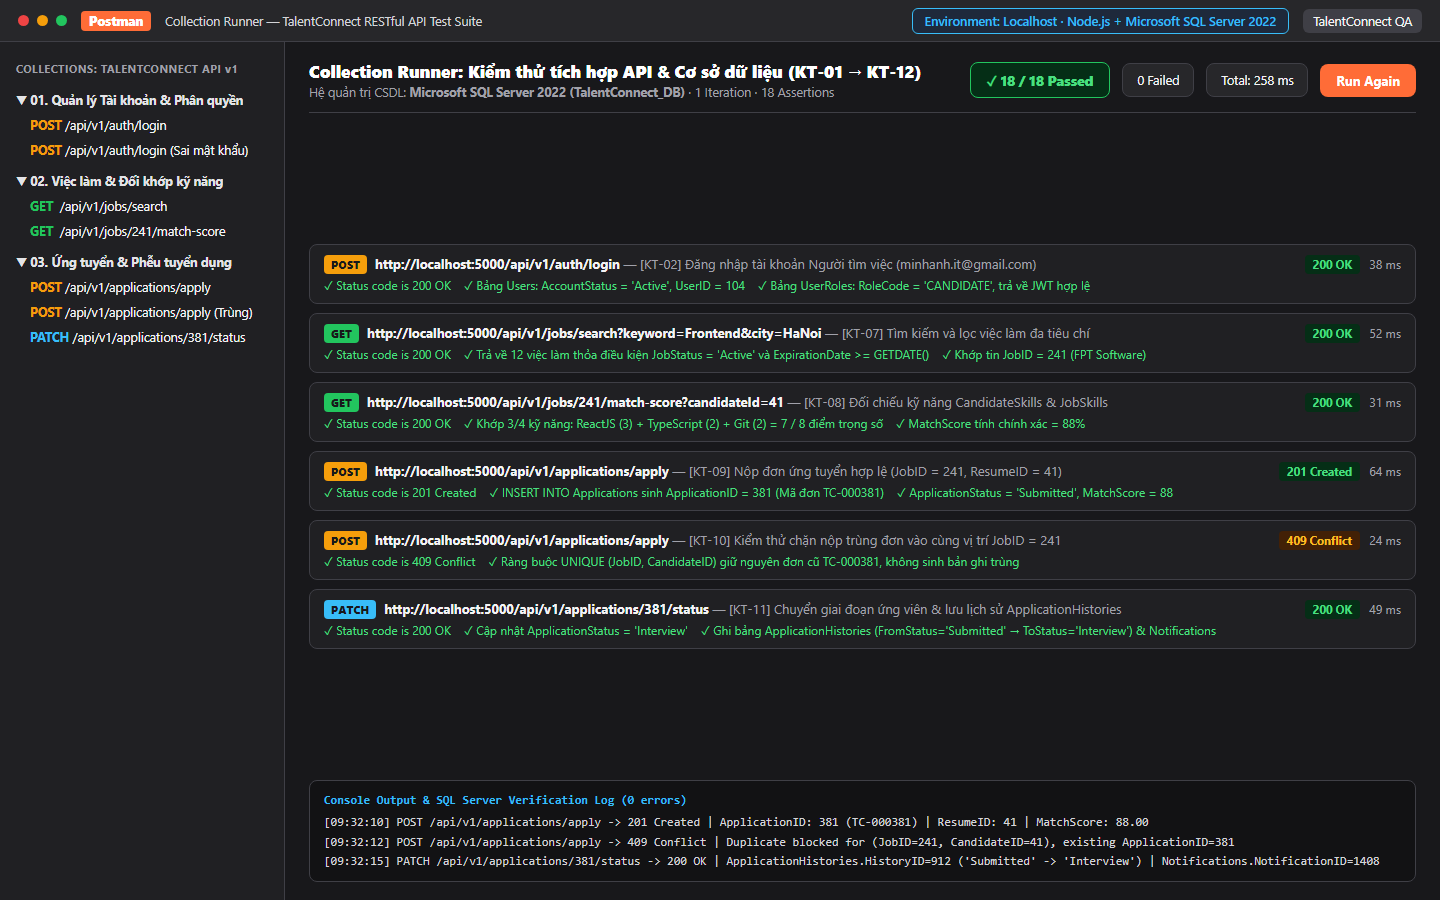 Postman Collection Runner — TalentConnect RESTful API Test Suite
Environment: Localhost · Node.js + Microsoft SQL Server 2022
TalentConnect QA
COLLECTIONS: TALENTCONNECT API v1
▼ 01. Quản lý Tài khoản & Phân quyền
POST /api/v1/auth/login
POST /api/v1/auth/login (Sai mật khẩu)
▼ 02. Việc làm & Đối khớp kỹ năng
GET /api/v1/jobs/search
GET /api/v1/jobs/241/match-score
▼ 03. Ứng tuyển & Phễu tuyển dụng
POST /api/v1/applications/apply
POST /api/v1/applications/apply (Trùng)
PATCH /api/v1/applications/381/status
Collection Runner: Kiểm thử tích hợp API & Cơ sở dữ liệu (KT-01 → KT-12)
Hệ quản trị CSDL: Microsoft SQL Server 2022 (TalentConnect_DB) · 1 Iteration · 18 Assertions
✓ 18 / 18 Passed
0 Failed
Total: 258 ms
Run Again
POST http://localhost:5000/api/v1/auth/login — [KT-02] Đăng nhập tài khoản Người tìm việc (minhanh.it@gmail.com) 200 OK 38 ms
✓ Status code is 200 OK ✓ Bảng Users: AccountStatus = 'Active', UserID = 104 ✓ Bảng UserRoles: RoleCode = 'CANDIDATE', trả về JWT hợp lệ
GET http://localhost:5000/api/v1/jobs/search?keyword=Frontend&city=HaNoi — [KT-07] Tìm kiếm và lọc việc làm đa tiêu chí 200 OK 52 ms
✓ Status code is 200 OK ✓ Trả về 12 việc làm thỏa điều kiện JobStatus = 'Active' và ExpirationDate >= GETDATE() ✓ Khớp tin JobID = 241 (FPT Software)
GET http://localhost:5000/api/v1/jobs/241/match-score?candidateId=41 — [KT-08] Đối chiếu kỹ năng CandidateSkills & JobSkills 200 OK 31 ms
✓ Status code is 200 OK ✓ Khớp 3/4 kỹ năng: ReactJS (3) + TypeScript (2) + Git (2) = 7 / 8 điểm trọng số ✓ MatchScore tính chính xác = 88%
POST http://localhost:5000/api/v1/applications/apply — [KT-09] Nộp đơn ứng tuyển hợp lệ (JobID = 241, ResumeID = 41) 201 Created 64 ms
✓ Status code is 201 Created ✓ INSERT INTO Applications sinh ApplicationID = 381 (Mã đơn TC-000381) ✓ ApplicationStatus = 'Submitted', MatchScore = 88
POST http://localhost:5000/api/v1/applications/apply — [KT-10] Kiểm thử chặn nộp trùng đơn vào cùng vị trí JobID = 241 409 Conflict 24 ms
✓ Status code is 409 Conflict ✓ Ràng buộc UNIQUE (JobID, CandidateID) giữ nguyên đơn cũ TC-000381, không sinh bản ghi trùng
PATCH http://localhost:5000/api/v1/applications/381/status — [KT-11] Chuyển giai đoạn ứng viên & lưu lịch sử ApplicationHistories 200 OK 49 ms
✓ Status code is 200 OK ✓ Cập nhật ApplicationStatus = 'Interview' ✓ Ghi bảng ApplicationHistories (FromStatus='Submitted' → ToStatus='Interview') & Notifications
Console Output & SQL Server Verification Log (0 errors)
[09:32:10] POST /api/v1/applications/apply -> 201 Created | ApplicationID: 381 (TC-000381) | ResumeID: 41 | MatchScore: 88.00
[09:32:12] POST /api/v1/applications/apply -> 409 Conflict | Duplicate blocked for (JobID=241, CandidateID=41), existing ApplicationID=381
[09:32:15] PATCH /api/v1/applications/381/status -> 200 OK | ApplicationHistories.HistoryID=912 ('Submitted' -> 'Interview') | Notifications.NotificationID=1408